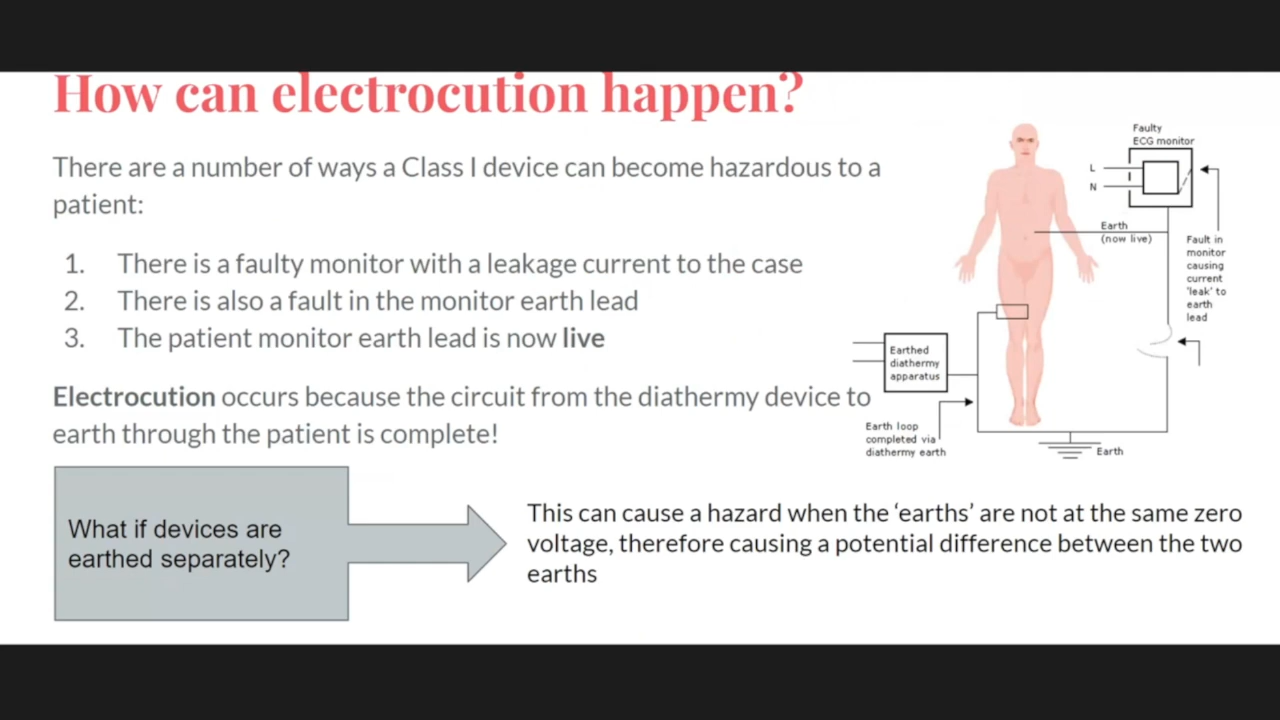 How can electrocution happen?
There are a number of ways a Class I device can become hazardous to a
patient:
1. There is a faulty monitor with a leakage current to the case
2. There is also a fault in the monitor earth lead
3. The patient monitor earth lead is now live
Electrocution occurs because the circuit from the diathermy device to
earth through the patient is complete!
What if devices are
earthed separately?
This can cause a hazard when the ‘earths’ are not at the same zero
voltage, therefore causing a potential difference between the two
earths
Faulty
ECG monitor
L
N
Earth
(now live)
Fault in
monitor
causing
current
'leak' to
earth
lead
Earthed
diathermy
apparatus
Earth loop
completed via
diathermy earth
Earth